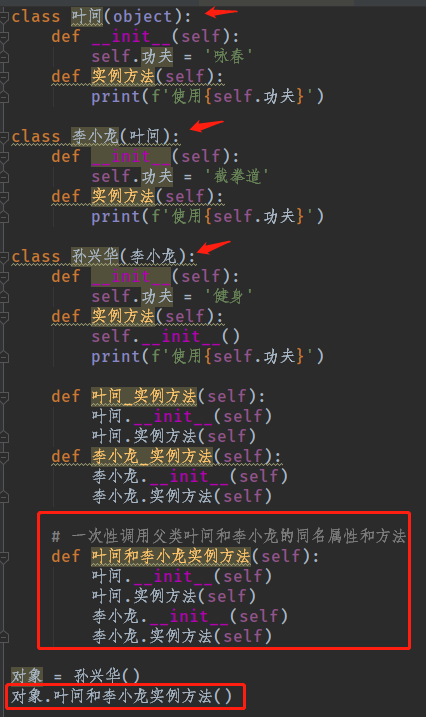 class 叶问(object):
    def __init__(self):
        self.功夫 = '咏春'
    def 实例方法(self):
        print(f'使用{self.功夫}')
class 李小龙(叶问):
    def __init__(self):
        self.功夫 = '截拳道'
    def 实例方法(self):
        print(f'使用{self.功夫}')
class 孙兴华(李小龙):
    def __init__(self):
        self.功夫 = '健身'
    def 实例方法(self):
        self.__init__()
        print(f'使用{self.功夫}')
    def 叶问_实例方法(self):
        叶问.__init__(self)
        叶问.实例方法(self)
    def 李小龙_实例方法(self):
        李小龙.__init__(self)
        李小龙.实例方法(self)
    # 一次性调用父类叶问和李小龙的同名属性和方法
    def 叶问和李小龙实例方法(self):
        叶问.__init__(self)
        叶问.实例方法(self)
        李小龙.__init__(self)
        李小龙.实例方法(self)
对象 = 孙兴华()
对象.叶问和李小龙实例方法()